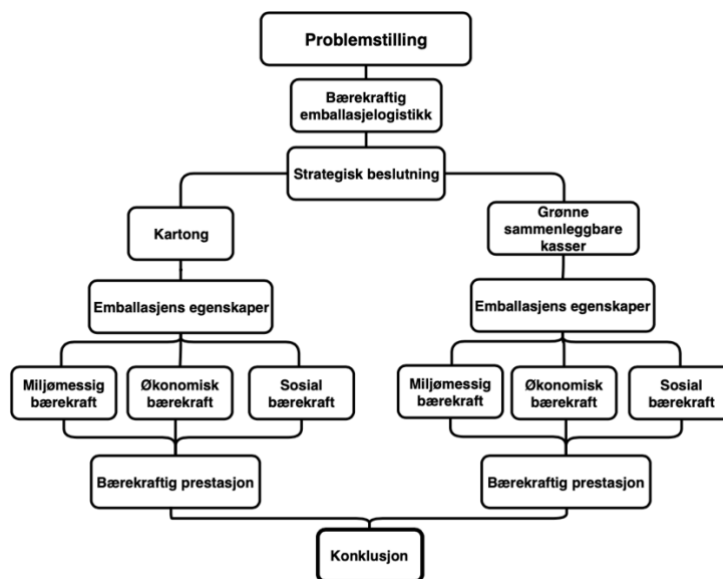 Problemstilling
Bærekraftig
emballasjelogistikk
Strategisk beslutning
Kartong
Grønne
sammenleggbare
kasser
Emballasjens egenskaper
Emballasjens egenskaper
Miljømessig
bærekraft
Økonomisk
bærekraft
Sosial
bærekraft
Miljømessig
bærekraft
Økonomisk
bærekraft
Sosial
bærekraft
Bærekraftig prestasjon
Bærekraftig prestasjon
Konklusjon